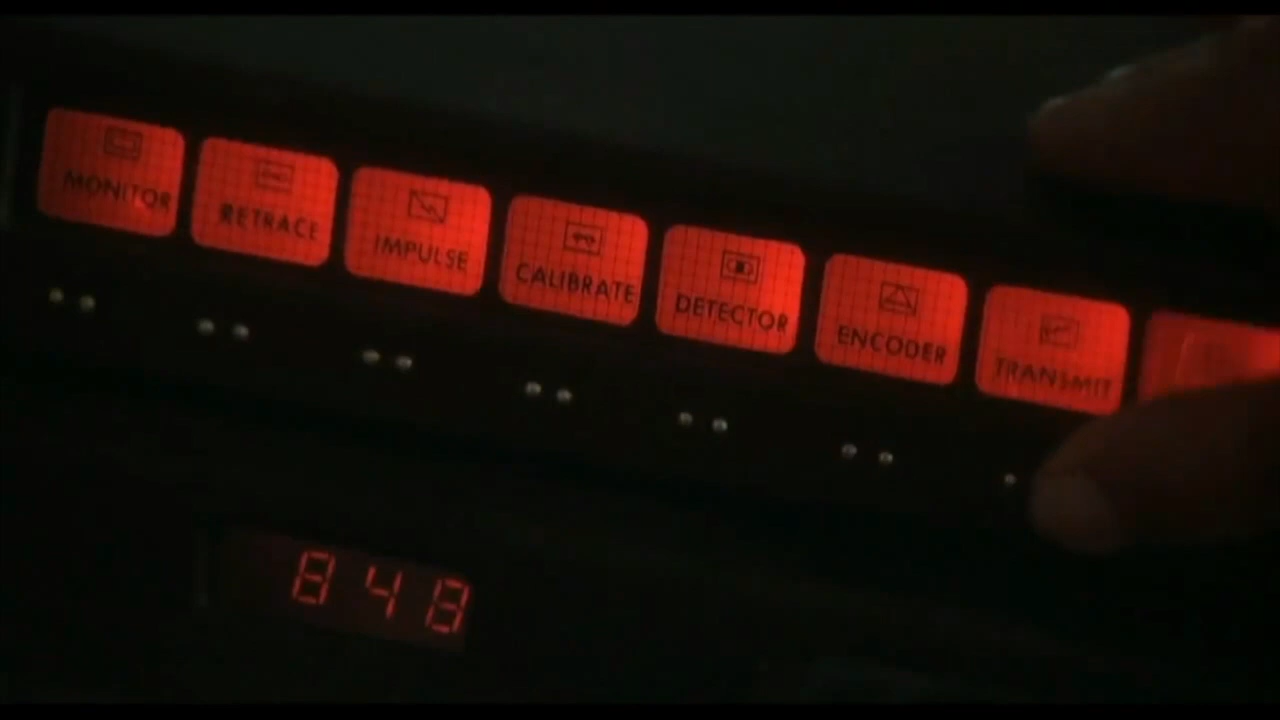 MONITOR
RETRACE
IMPULSE
CALIBRATE
DETECTOR
ENCODER
TRANSMIT
848